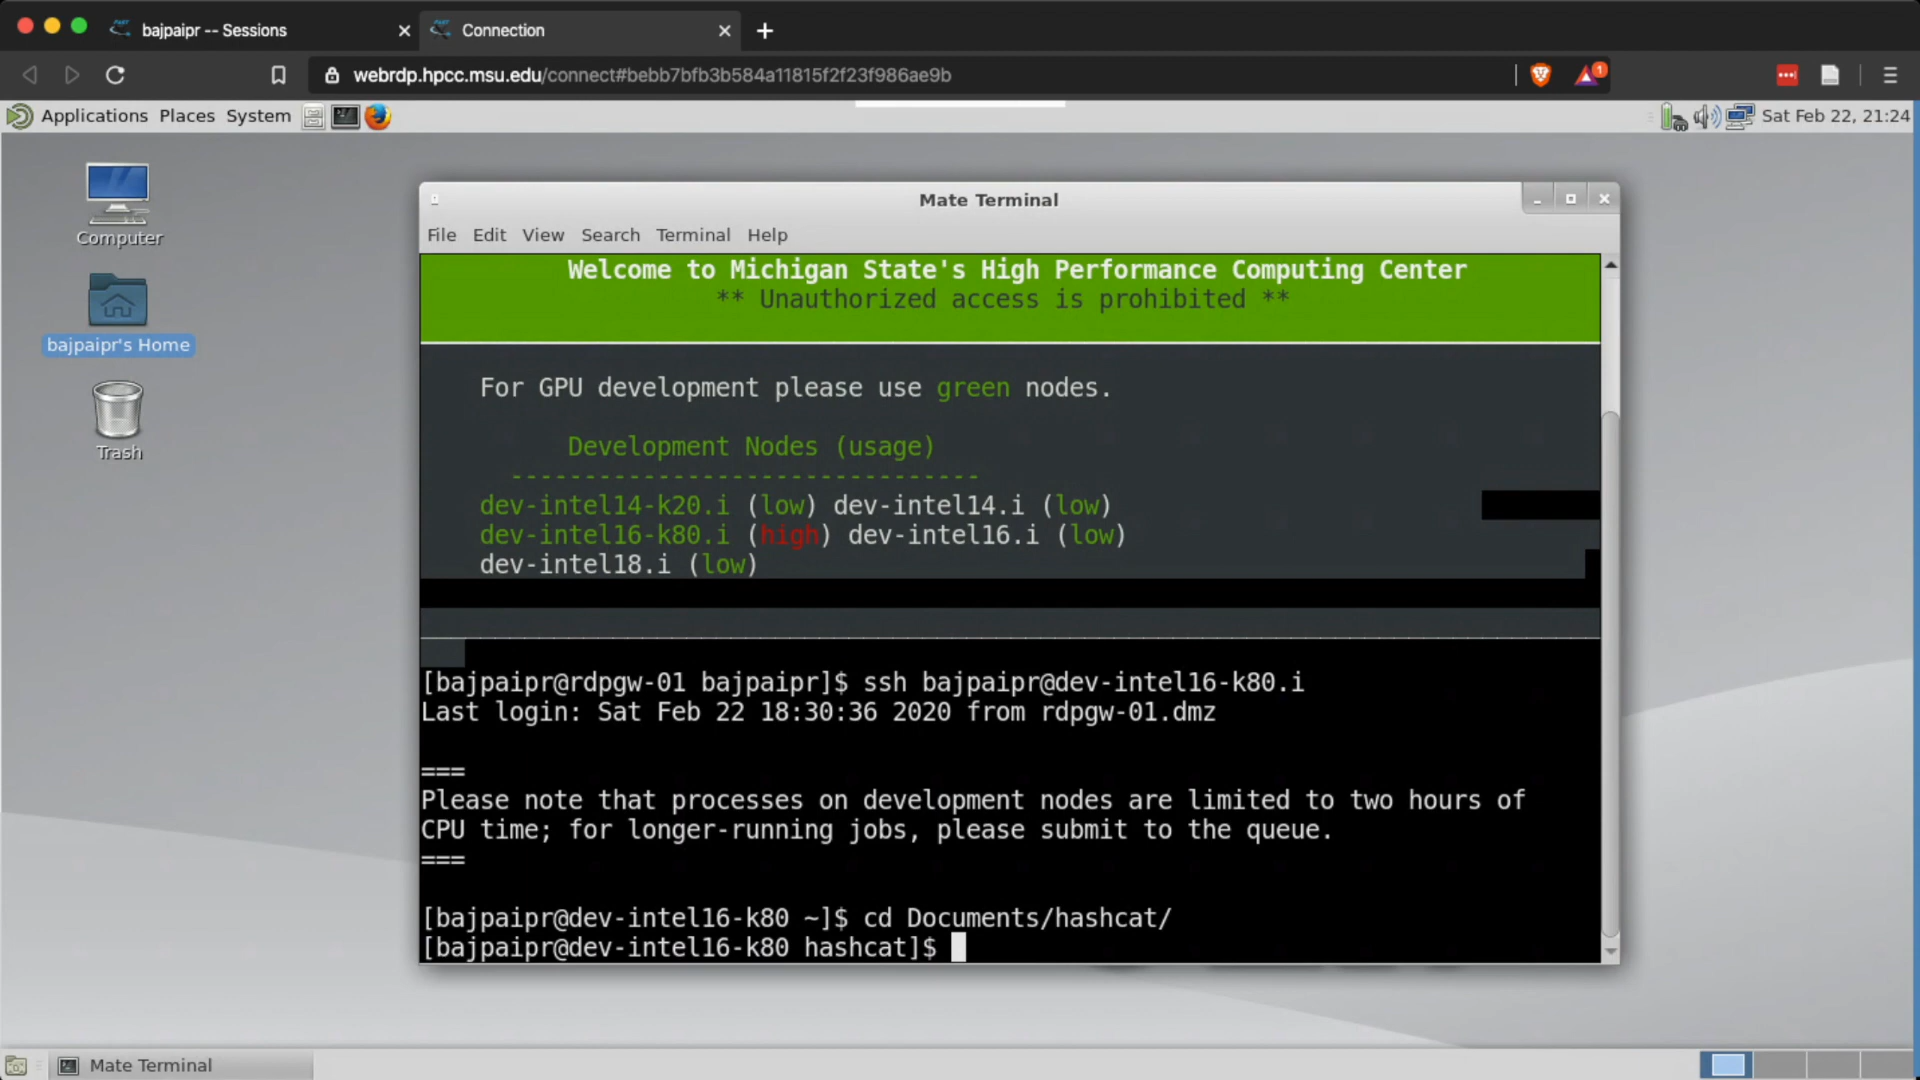 bajpaipr -- Sessions
Connection
webrdp.hpcc.msu.edu/connect#bebb7bfb3b584a11815f2f23f986ae9b
1
Applications Places System
Sat Feb 22, 21:24
Computer
bajpaipr's Home
Trash
Mate Terminal
File Edit View Search Terminal Help
Welcome to Michigan State's High Performance Computing Center
** Unauthorized access is prohibited **
For GPU development please use green nodes.
Development Nodes (usage)
--------------------------------
dev-intel14-k20.i (low) dev-intel14.i (low)
dev-intel16-k80.i (high) dev-intel16.i (low)
dev-intel18.i (low)
[bajpaipr@rdpgw-01 bajpaipr]$ ssh bajpaipr@dev-intel16-k80.i
Last login: Sat Feb 22 18:30:36 2020 from rdpgw-01.dmz
===
Please note that processes on development nodes are limited to two hours of
CPU time; for longer-running jobs, please submit to the queue.
===
[bajpaipr@dev-intel16-k80 ~]$ cd Documents/hashcat/
[bajpaipr@dev-intel16-k80 hashcat]$
Mate Terminal